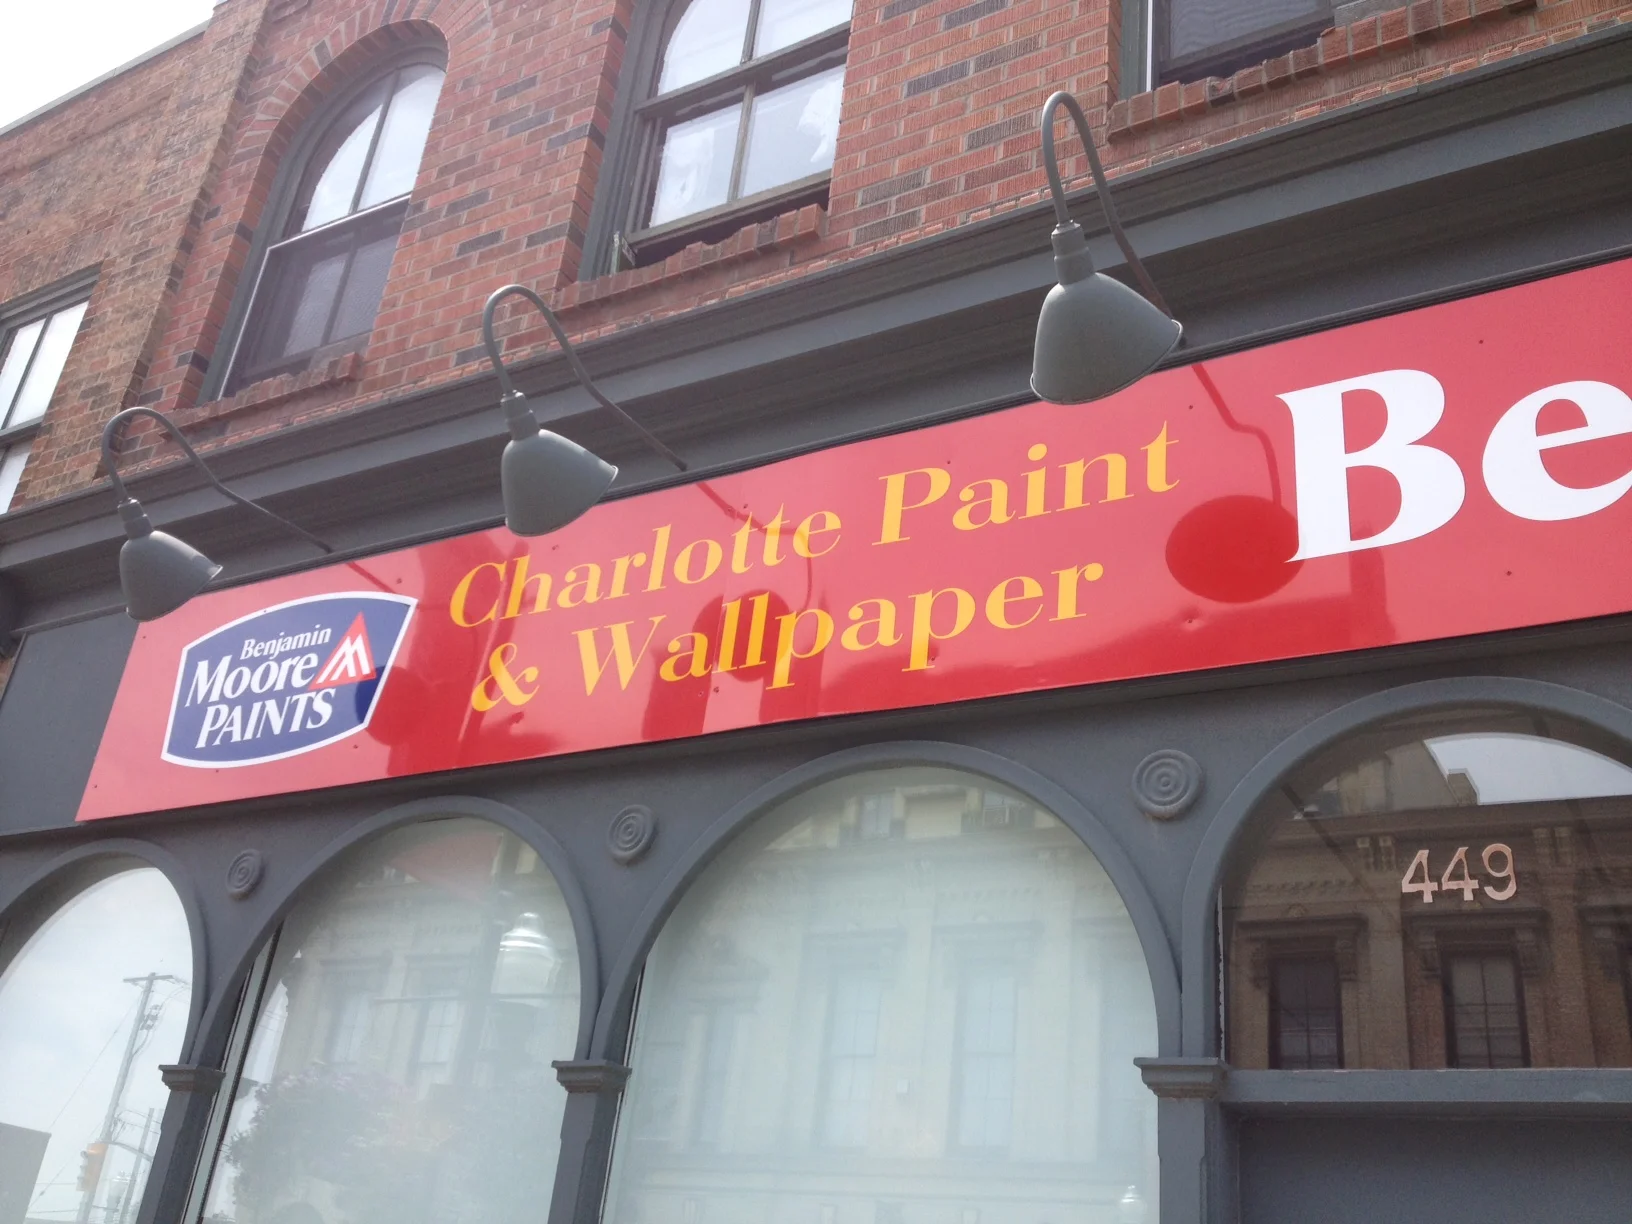 Benjamin
Moore
PAINTS
Charlotte Paint
& Wallpaper
Be
449